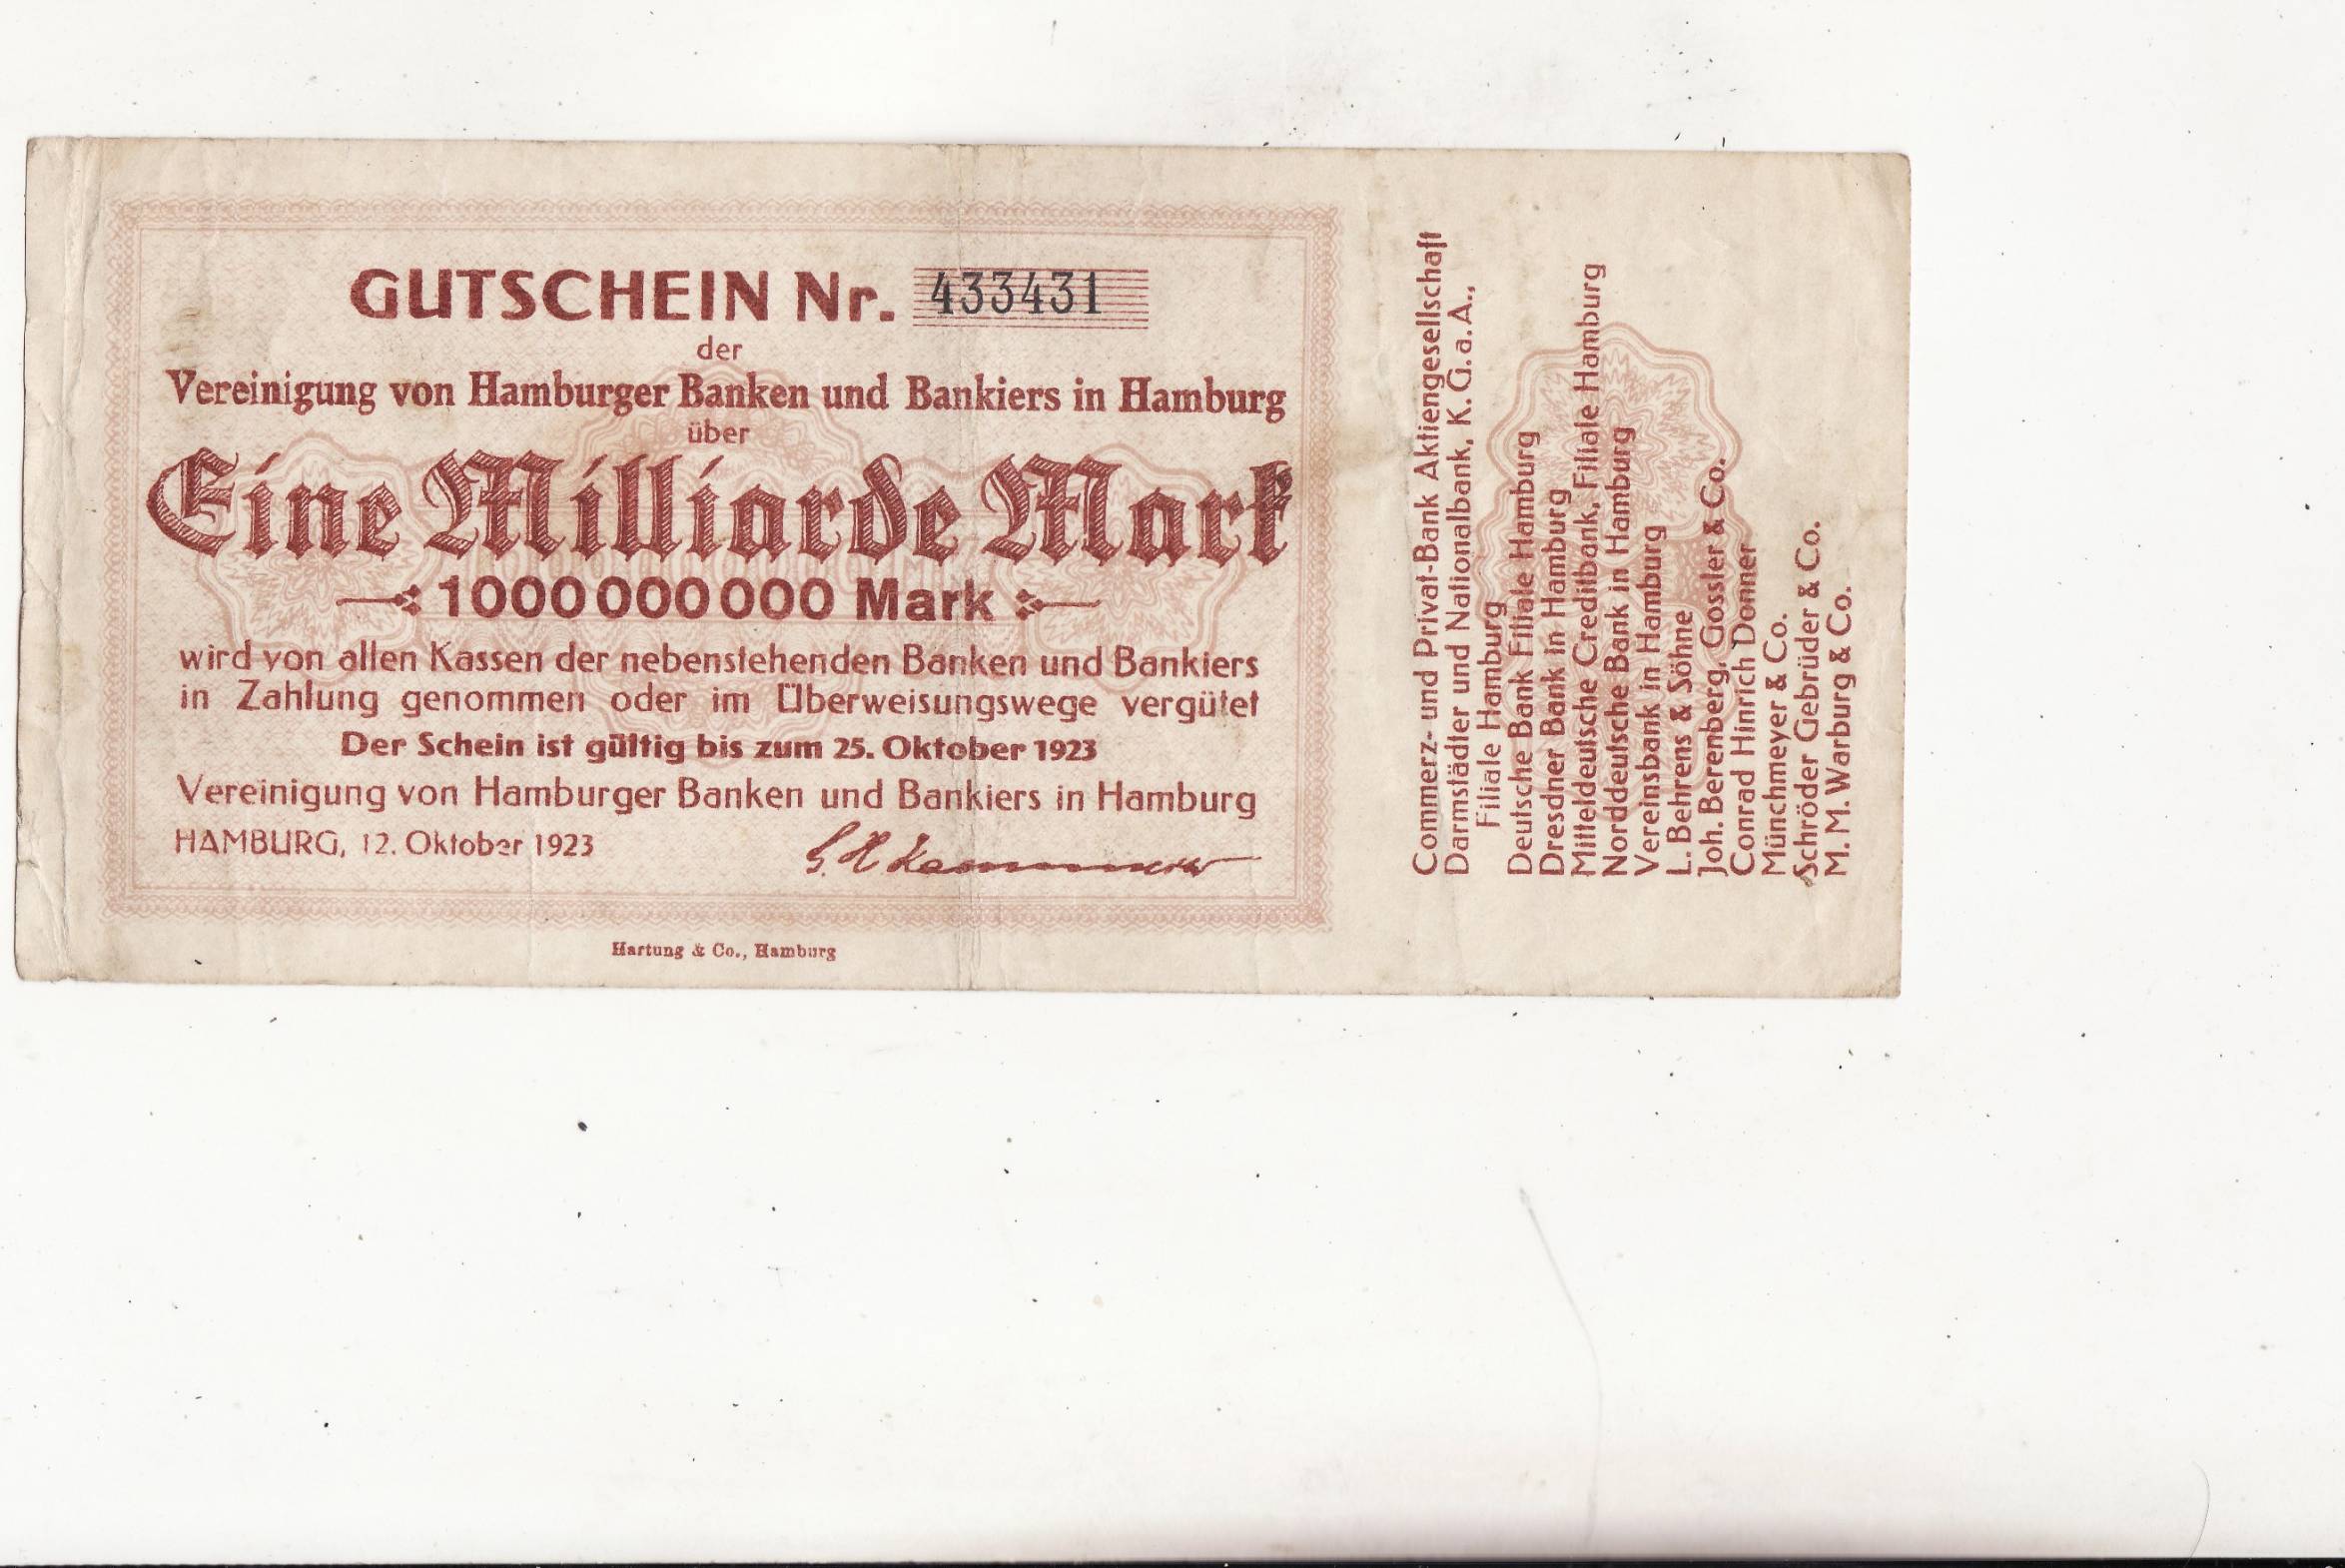 GUTSCHEIN Nr. 433431
der
Vereinigung von Hamburger Banken und Bankiers in Hamburg
über
Eine Milliarde Mark
1000000000 Mark
wird von allen Kassen der nebenstehenden Banken und Bankiers
in Zahlung genommen oder im Überweisungswege vergütet
Der Schein ist gültig bis zum 25. Oktober 1923
Vereinigung von Hamburger Banken und Bankiers in Hamburg
HAMBURG, 12. Oktober 1923
Hartung & Co., Hamburg
Commerz- und Privat-Bank Aktiengesellschaft
Darmstädter und Nationalbank, K. G. a. A.,
Filiale Hamburg
Deutsche Bank Filiale Hamburg
Dresdner Bank in Hamburg
Mitteldeutsche Creditbank, Filiale Hamburg
Norddeutsche Bank in Hamburg
Vereinsbank in Hamburg
L. Behrens & Söhne
Joh. Berenberg, Gossler & Co.
Conrad Hinrich Donner
Münchmeyer & Co.
Schröder Gebrüder & Co.
M. M. Warburg & Co.